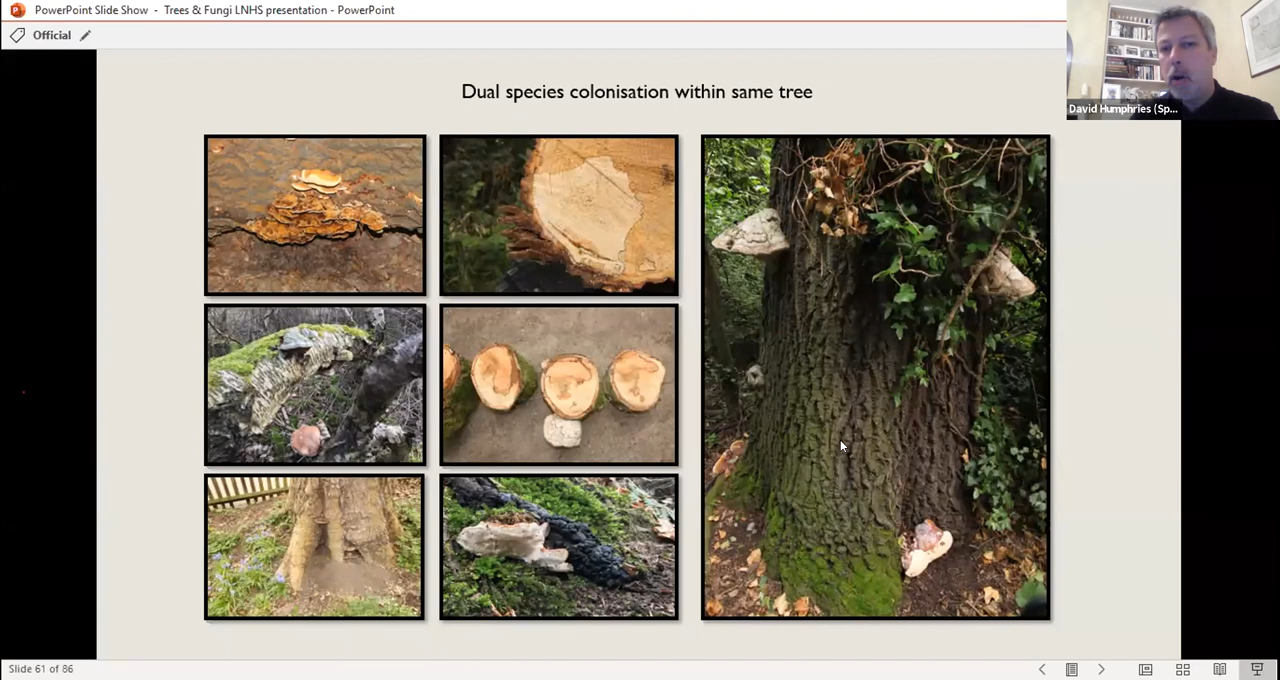 PowerPoint Slide Show - Trees & Fungi LNHS presentation - PowerPoint
Official
David Humphries (Sp...
Dual species colonisation within same tree
Slide 61 of 86